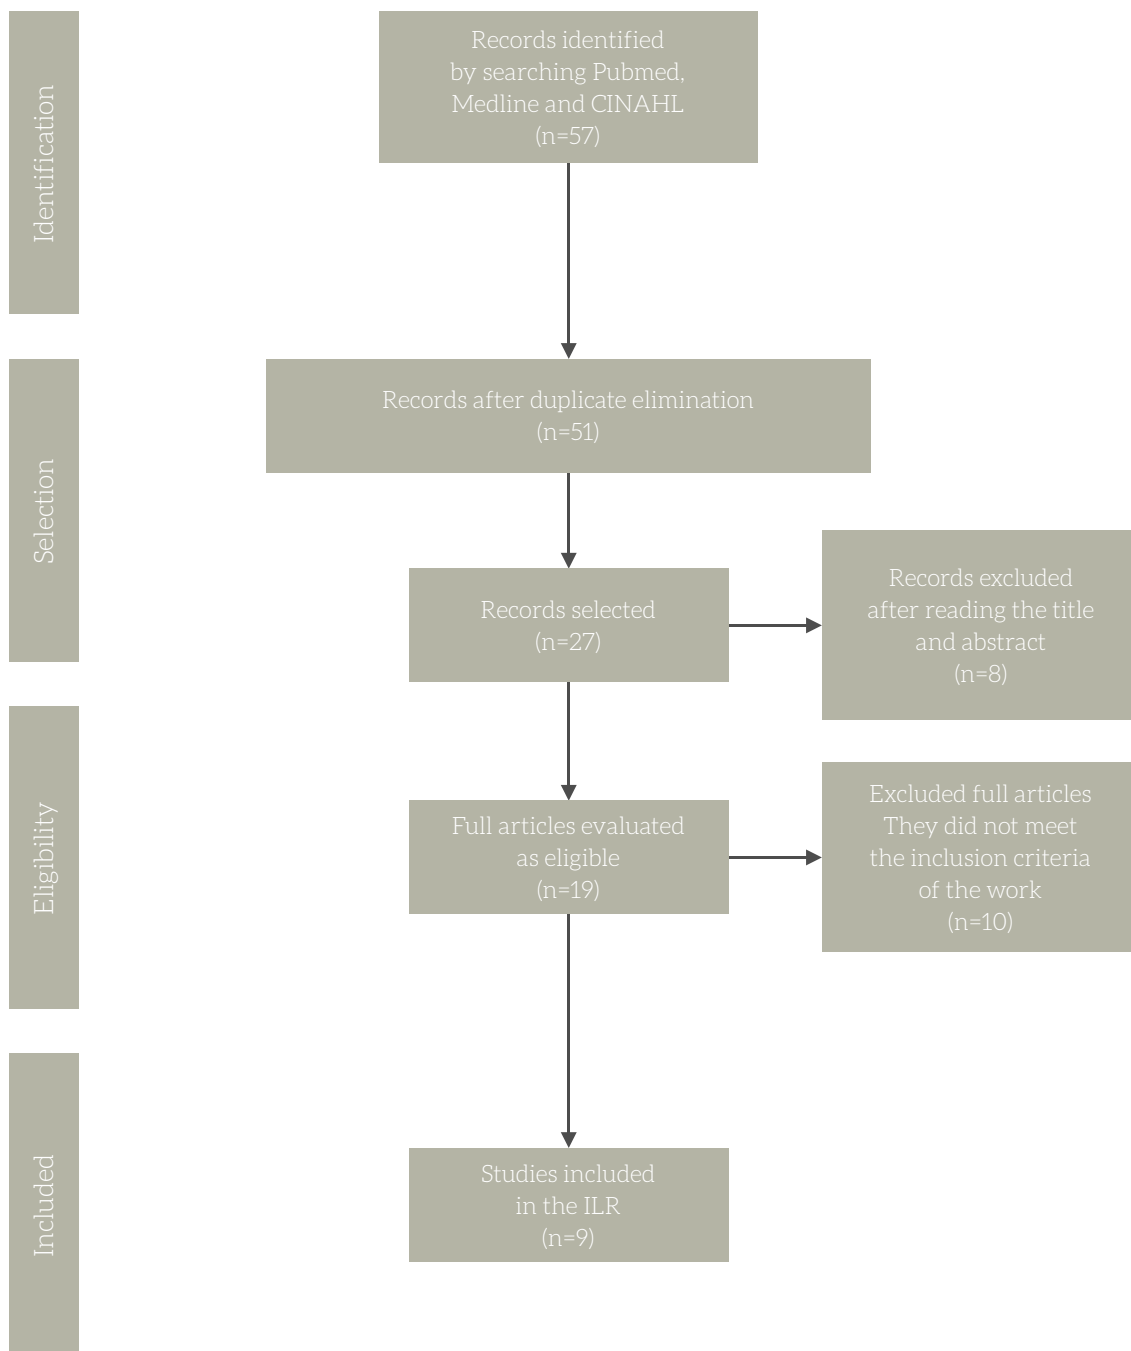 Identification
Records identified
by searching Pubmed,
Medline and CINAHL
(n=57)
Selection
Records after duplicate elimination
(n=51)
Records selected
(n=27)
Records excluded
after reading the title
and abstract
(n=8)
Eligibility
Full articles evaluated
as eligible
(n=19)
Excluded full articles
They did not meet
the inclusion criteria
of the work
(n=10)
Included
Studies included
in the ILR
(n=9)